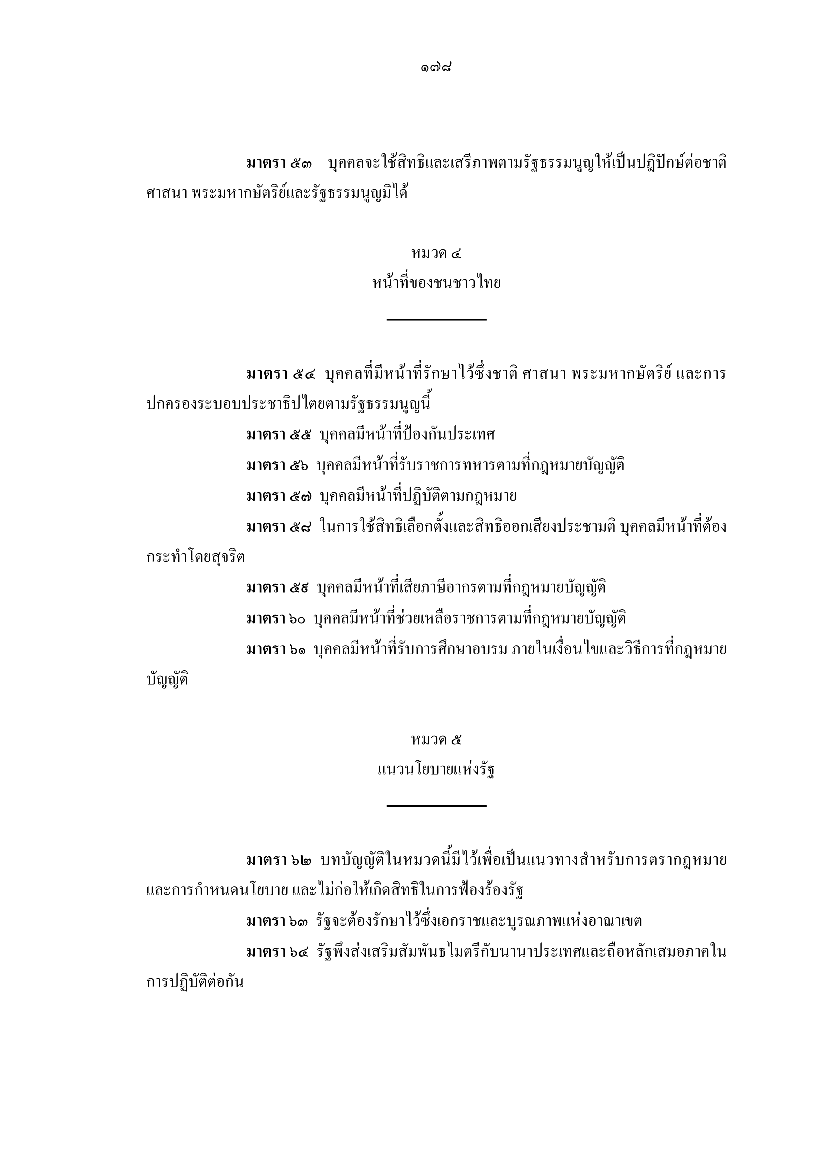 ๑๗๘
มาตรา ๕๓ บุคคลจะใช้สิทธิและเสรีภาพตามรัฐธรรมนูญให้เป็นปฏิปักษ์ต่อชาติ
ศาสนา พระมหากษัตริย์และรัฐธรรมนูญมิได้
หมวด ๔
หน้าที่ของชนชาวไทย
มาตรา ๕๔ บุคคลที่มีหน้าที่รักษาไว้ซึ่งชาติ ศาสนา พระมหากษัตริย์ และการ
ปกครองระบอบประชาธิปไตยตามรัฐธรรมนูญนี้
มาตรา ๕๕ บุคคลมีหน้าที่ป้องกันประเทศ
มาตรา ๕๖ บุคคลมีหน้าที่รับราชการทหารตามที่กฎหมายบัญญัติ
มาตรา ๕๗ บุคคลมีหน้าที่ปฏิบัติตามกฎหมาย
มาตรา ๕๘ ในการใช้สิทธิเลือกตั้งและสิทธิออกเสียงประชามติ บุคคลมีหน้าที่ต้อง
กระทำโดยสุจริต
มาตรา ๕๙ บุคคลมีหน้าที่เสียภาษีอากรตามที่กฎหมายบัญญัติ
มาตรา ๖๐ บุคคลมีหน้าที่ช่วยเหลือราชการตามที่กฎหมายบัญญัติ
มาตรา ๖๑ บุคคลมีหน้าที่รับการศึกษาอบรม ภายในเงื่อนไขและวิธีการที่กฎหมาย
บัญญัติ
หมวด ๕
แนวนโยบายแห่งรัฐ
มาตรา ๖๒ บทบัญญัติในหมวดนี้มีไว้เพื่อเป็นแนวทางสำหรับการตรากฎหมาย
และการกำหนดนโยบาย และไม่ก่อให้เกิดสิทธิในการฟ้องร้องรัฐ
มาตรา ๖๓ รัฐจะต้องรักษาไว้ซึ่งเอกราชและบูรณภาพแห่งอาณาเขต
มาตรา ๖๔ รัฐพึงส่งเสริมสัมพันธไมตรีกับนานาประเทศและถือหลักเสมอภาคใน
การปฏิบัติต่อกัน